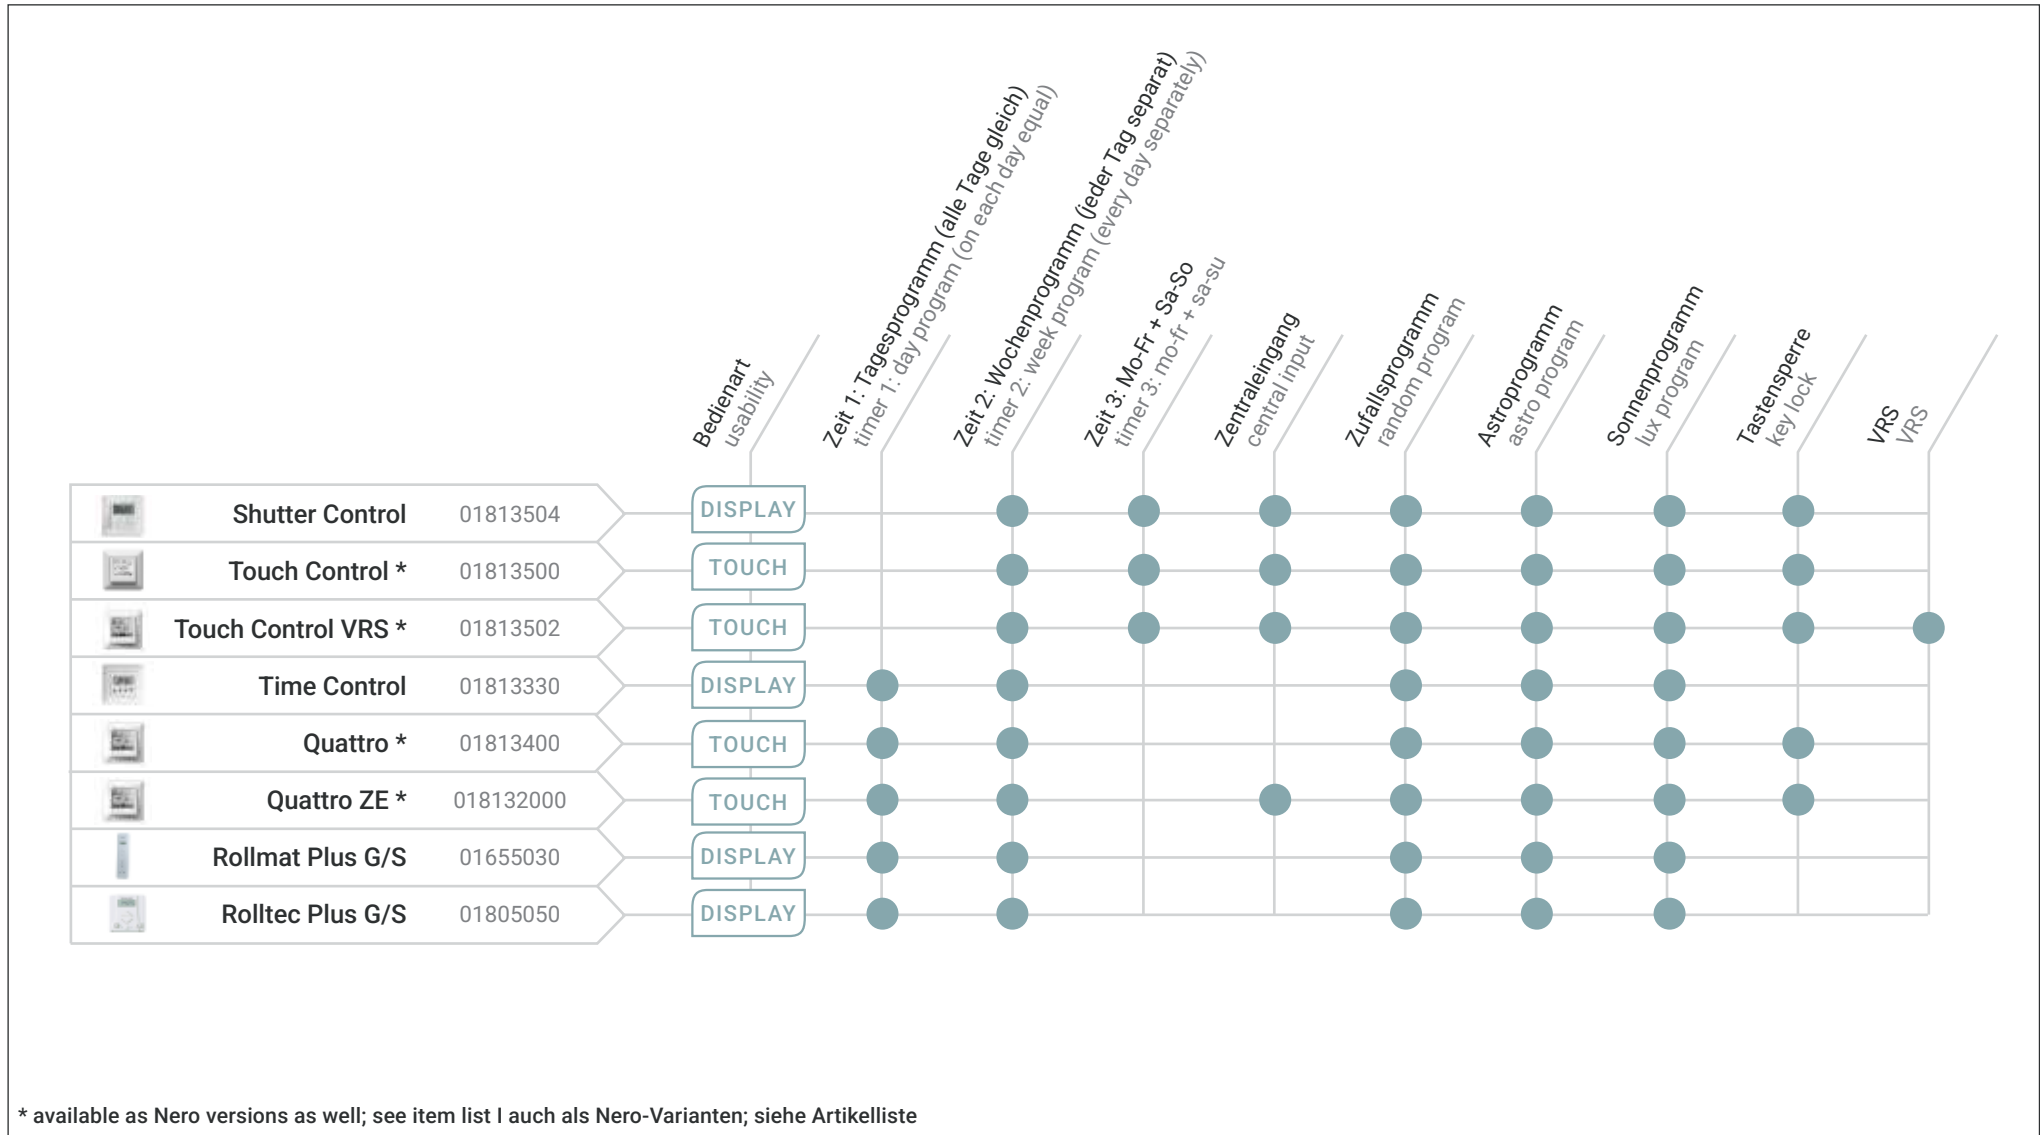 Bedienart
usability
Zeit 1: Tagesprogramm (alle Tage gleich)
timer 1: day program (on each day equal)
Zeit 2: Wochenprogramm (jeder Tag separat)
timer 2: week program (every day separately)
Zeit 3: Mo-Fr + Sa-So
timer 3: mo-fr + sa-su
Zentraleingang
central input
Zufallsprogramm
random program
Astroprogramm
astro program
Sonnenprogramm
lux program
Tastensperre
key lock
VRS
VRS
Shutter Control 01813504 DISPLAY
Touch Control * 01813500 TOUCH
Touch Control VRS * 01813502 TOUCH
Time Control 01813330 DISPLAY
Quattro * 01813400 TOUCH
Quattro ZE * 018132000 TOUCH
Rollmat Plus G/S 01655030 DISPLAY
Rolltec Plus G/S 01805050 DISPLAY
* available as Nero versions as well; see item list I auch als Nero-Varianten; siehe Artikelliste